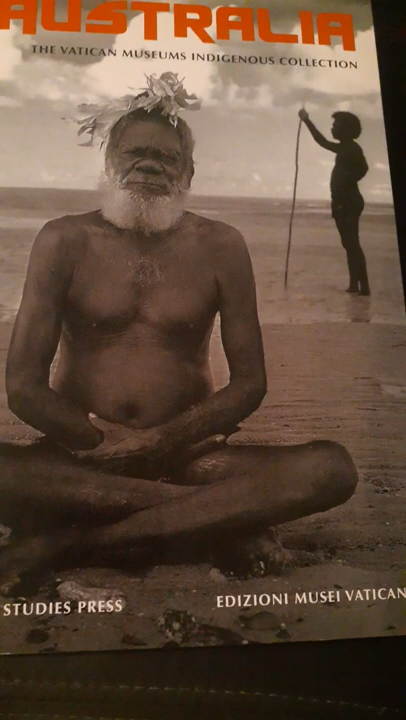 AUSTRALIA
THE VATICAN MUSEUMS INDIGENOUS COLLECTION
STUDIES PRESS
EDIZIONI MUSEI VATICAN